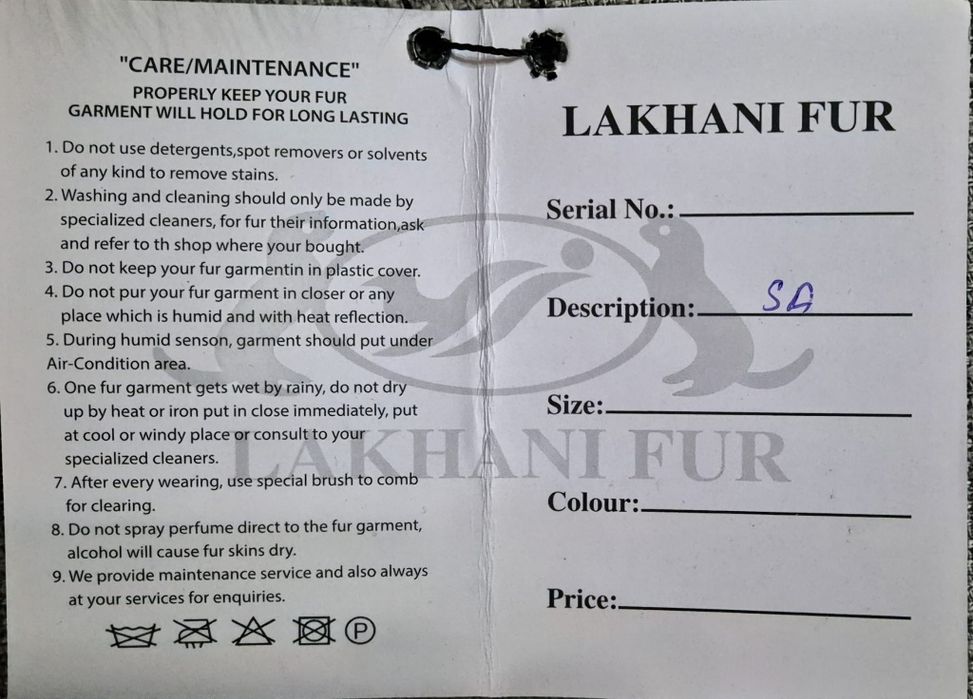 "CARE/MAINTENANCE"
PROPERLY KEEP YOUR FUR
GARMENT WILL HOLD FOR LONG LASTING
1. Do not use detergents,spot removers or solvents
of any kind to remove stains.
2. Washing and cleaning should only be made by
specialized cleaners, for fur their information,ask
and refer to th shop where your bought.
3. Do not keep your fur garmentin in plastic cover.
4. Do not pur your fur garment in closer or any
place which is humid and with heat reflection.
5. During humid senson, garment should put under
Air-Condition area.
6. One fur garment gets wet by rainy, do not dry
up by heat or iron put in close immediately, put
at cool or windy place or consult to your
specialized cleaners.
7. After every wearing, use special brush to comb
for clearing.
8. Do not spray perfume direct to the fur garment,
alcohol will cause fur skins dry.
9. We provide maintenance service and also always
at your services for enquiries.
P
LAKHANI FUR
Serial No.:
Description: SA
Size:
Colour:
Price:
LAKHANI FUR